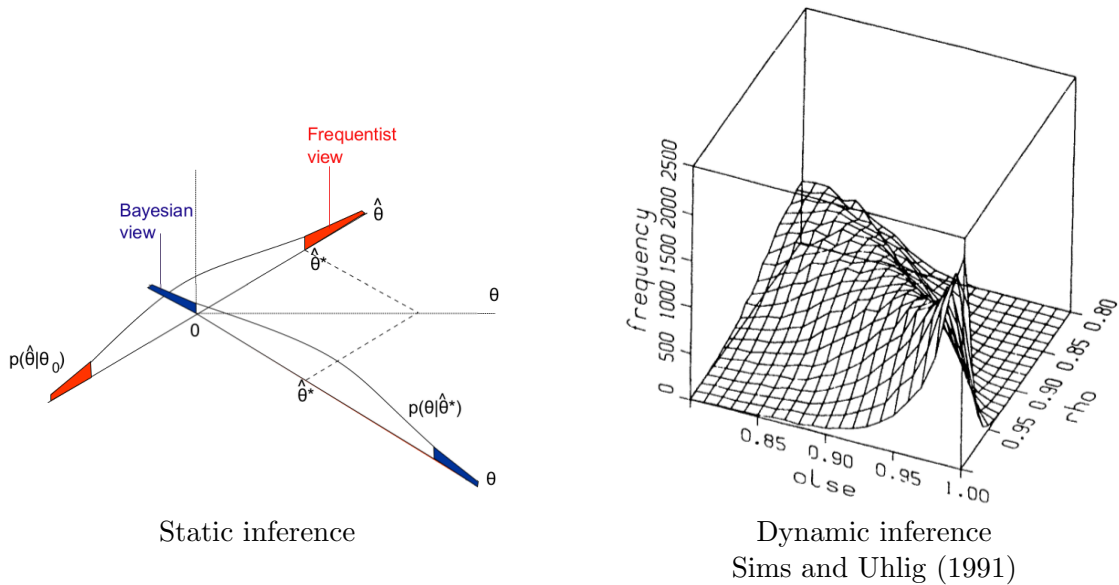 Frequentist
view
Bayesian
view
θ̂
θ̂*
θ
0
p(θ̂|θ₀)
θ̂*
p(θ|θ̂*)
θ
Static inference
frequency
0
500
1000
1500
2000
2500
0.85
0.90
0.95
1.00
olse
0.95
0.90
0.85
0.80
rho
Dynamic inference
Sims and Uhlig (1991)